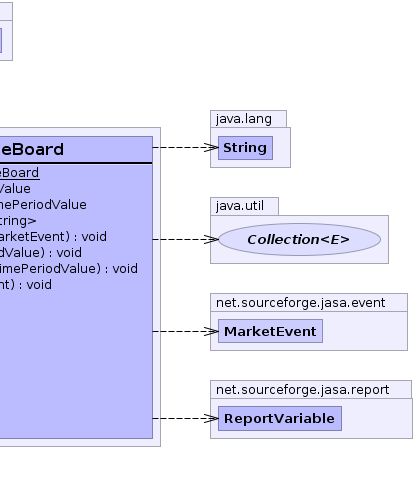 eBoard
eBoard
Value
mePeriodValue
tring>
arketEvent) : void
dValue) : void
imePeriodValue) : void
nt) : void
java.lang
String
java.util
Collection<E>
net.sourceforge.jasa.event
MarketEvent
net.sourceforge.jasa.report
ReportVariable